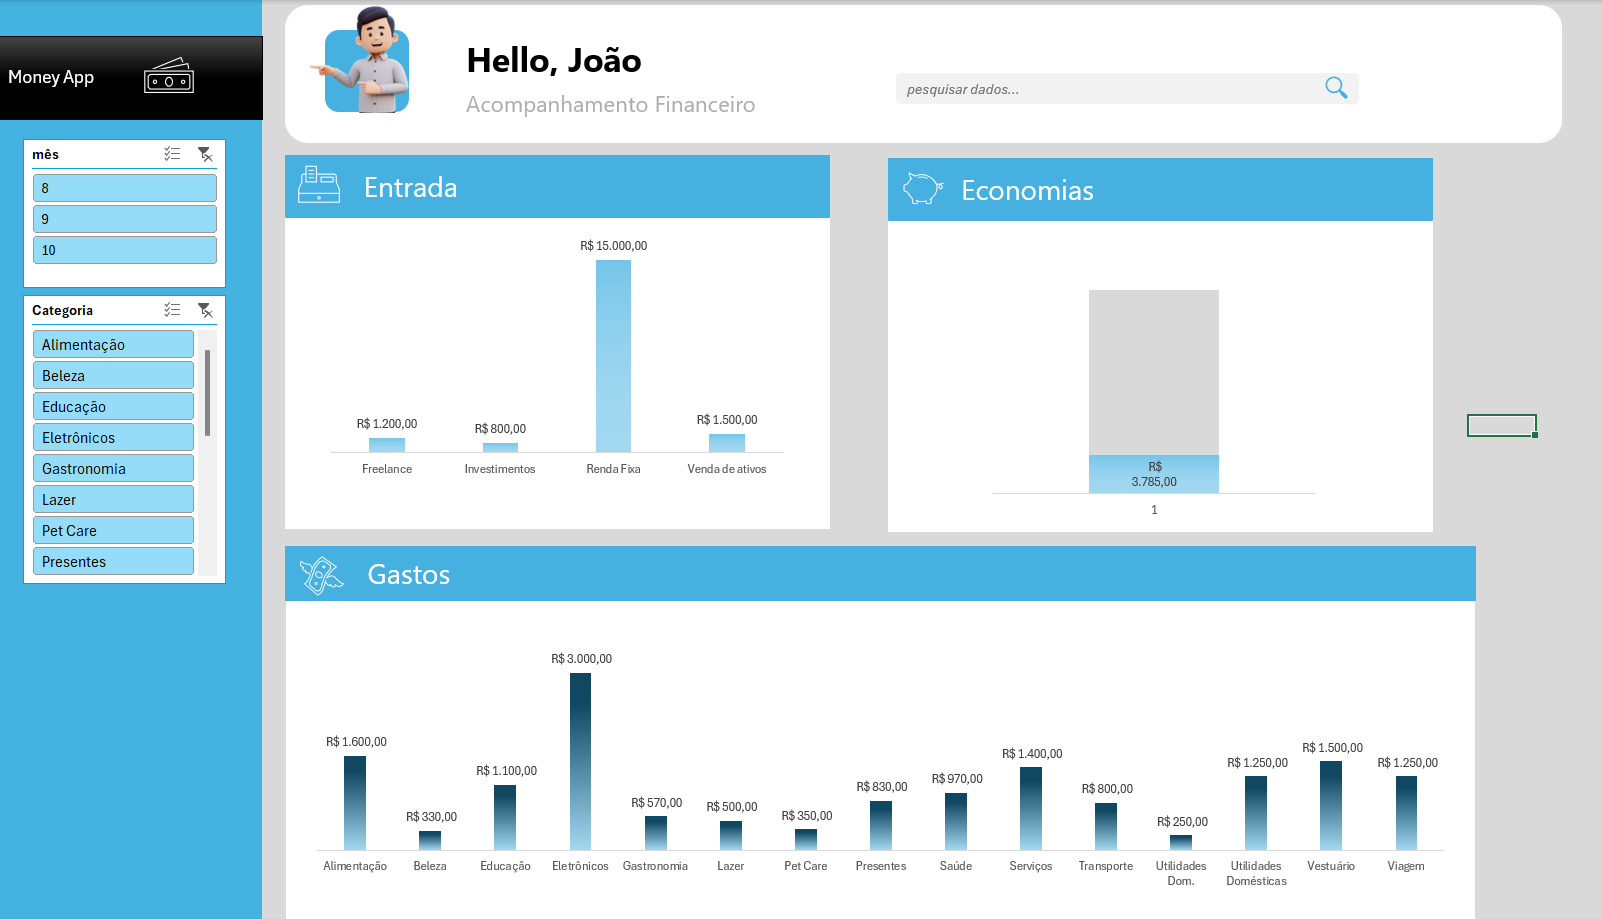 Money App
Hello, João
Acompanhamento Financeiro
pesquisar dados...
mês
8
9
10
Categoria
Alimentação
Beleza
Educação
Eletrônicos
Gastronomia
Lazer
Pet Care
Presentes
Entrada
R$ 15.000,00
R$ 1.200,00
R$ 800,00
R$ 1.500,00
Freelance
Investimentos
Renda Fixa
Venda de ativos
Economias
R$
3.785,00
1
Gastos
R$ 1.600,00
R$ 330,00
R$ 1.100,00
R$ 3.000,00
R$ 570,00
R$ 500,00
R$ 350,00
R$ 830,00
R$ 970,00
R$ 1.400,00
R$ 800,00
R$ 250,00
R$ 1.250,00
R$ 1.500,00
R$ 1.250,00
Alimentação
Beleza
Educação
Eletrônicos
Gastronomia
Lazer
Pet Care
Presentes
Saúde
Serviços
Transporte
Utilidades
Dom.
Utilidades
Domésticas
Vestuário
Viagem